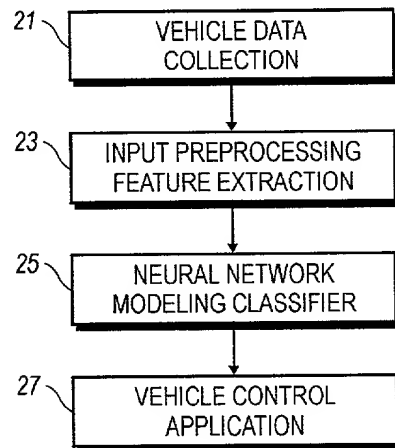 21
VEHICLE DATA
COLLECTION
23
INPUT PREPROCESSING
FEATURE EXTRACTION
25
NEURAL NETWORK
MODELING CLASSIFIER
27
VEHICLE CONTROL
APPLICATION